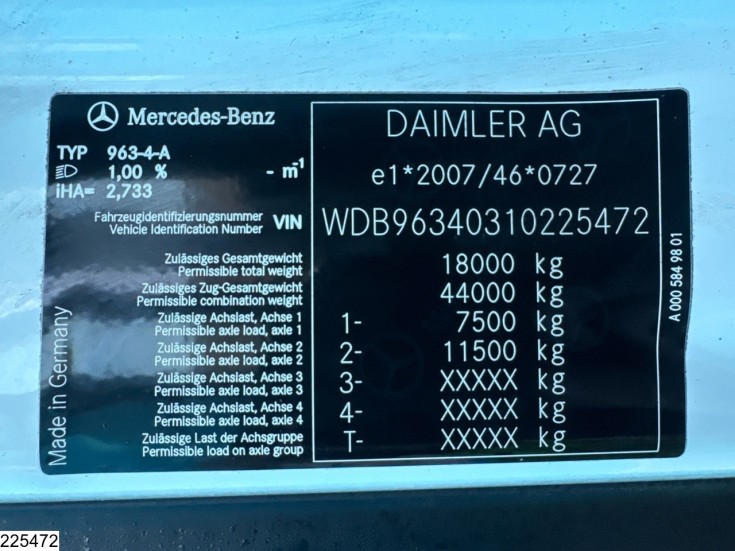 Mercedes-Benz
DAIMLER AG
TYP 963-4-A
1,00 % - m⁻¹
iHA= 2,733
e1*2007/46*0727
Fahrzeugidentifizierungsnummer
Vehicle Identification Number VIN WDB96340310225472
Zulässiges Gesamtgewicht
Permissible total weight 18000 kg
Zulässiges Zug-Gesamtgewicht
Permissible combination weight 44000 kg
Zulässige Achslast, Achse 1
Permissible axle load, axle 1 1- 7500 kg
Zulässige Achslast, Achse 2
Permissible axle load, axle 2 2- 11500 kg
Zulässige Achslast, Achse 3
Permissible axle load, axle 3 3- XXXXX kg
Zulässige Achslast, Achse 4
Permissible axle load, axle 4 4- XXXXX kg
Zulässige Last der Achsgruppe
Permissible load on axle group T- XXXXX kg
Made in Germany
A 000 584 98 01
225472